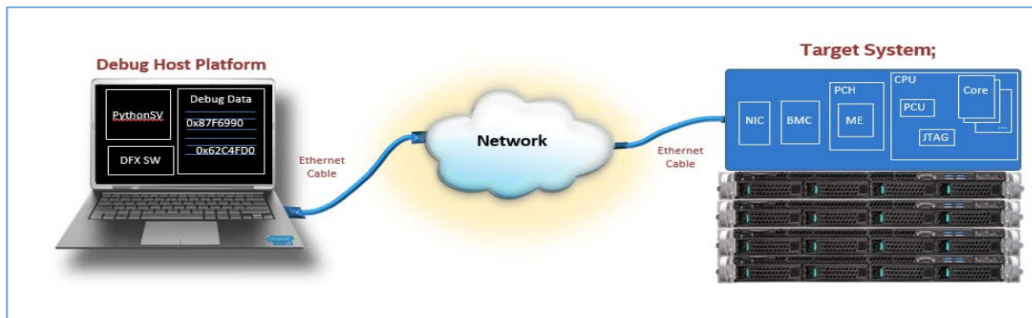 Debug Host Platform
PythonSV
DFX SW
Debug Data
0x87F6990
0x62C4FD0
Ethernet
Cable
Network
Ethernet
Cable
Target System;
NIC
BMC
PCH
ME
CPU
PCU
JTAG
Core
...